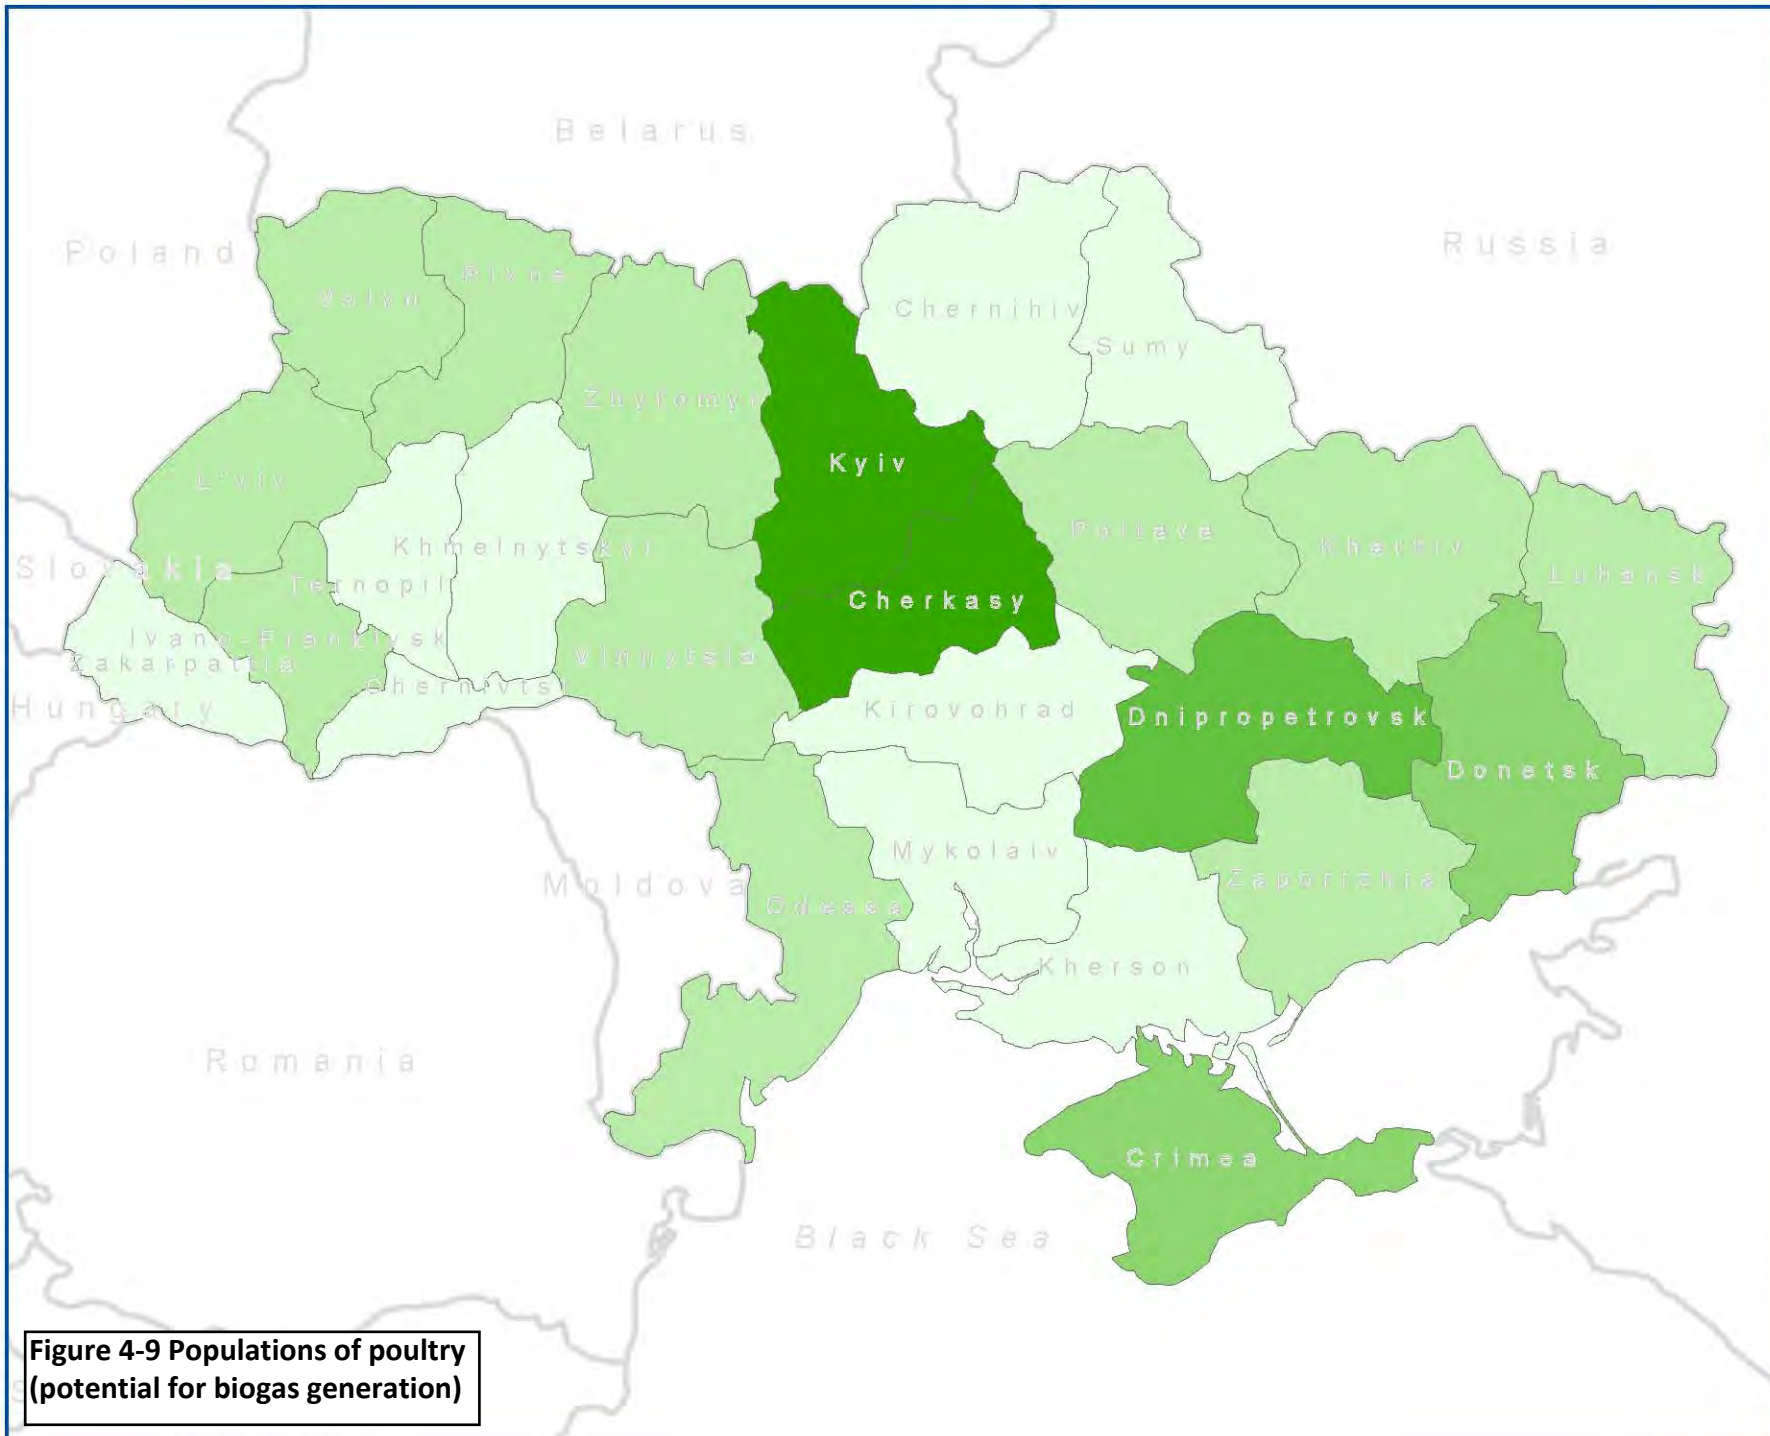 Belarus
Poland
Russia
Rivne
Volyn
Chernihiv
Sumy
Zhytomyr
Kyiv
L'viv
Poltava
Kharkiv
Khmelnytskyi
Slovakia
Ternopil
Luhansk
Cherkasy
Ivano-Frankivsk
Zakarpattia
Vinnytsia
Chernivtsi
Hungary
Kirovohrad
Dnipropetrovsk
Donetsk
Mykolaiv
Moldova
Zaporizhia
Odessa
Kherson
Romania
Crimea
Black Sea
Figure 4-9 Populations of poultry
(potential for biogas generation)